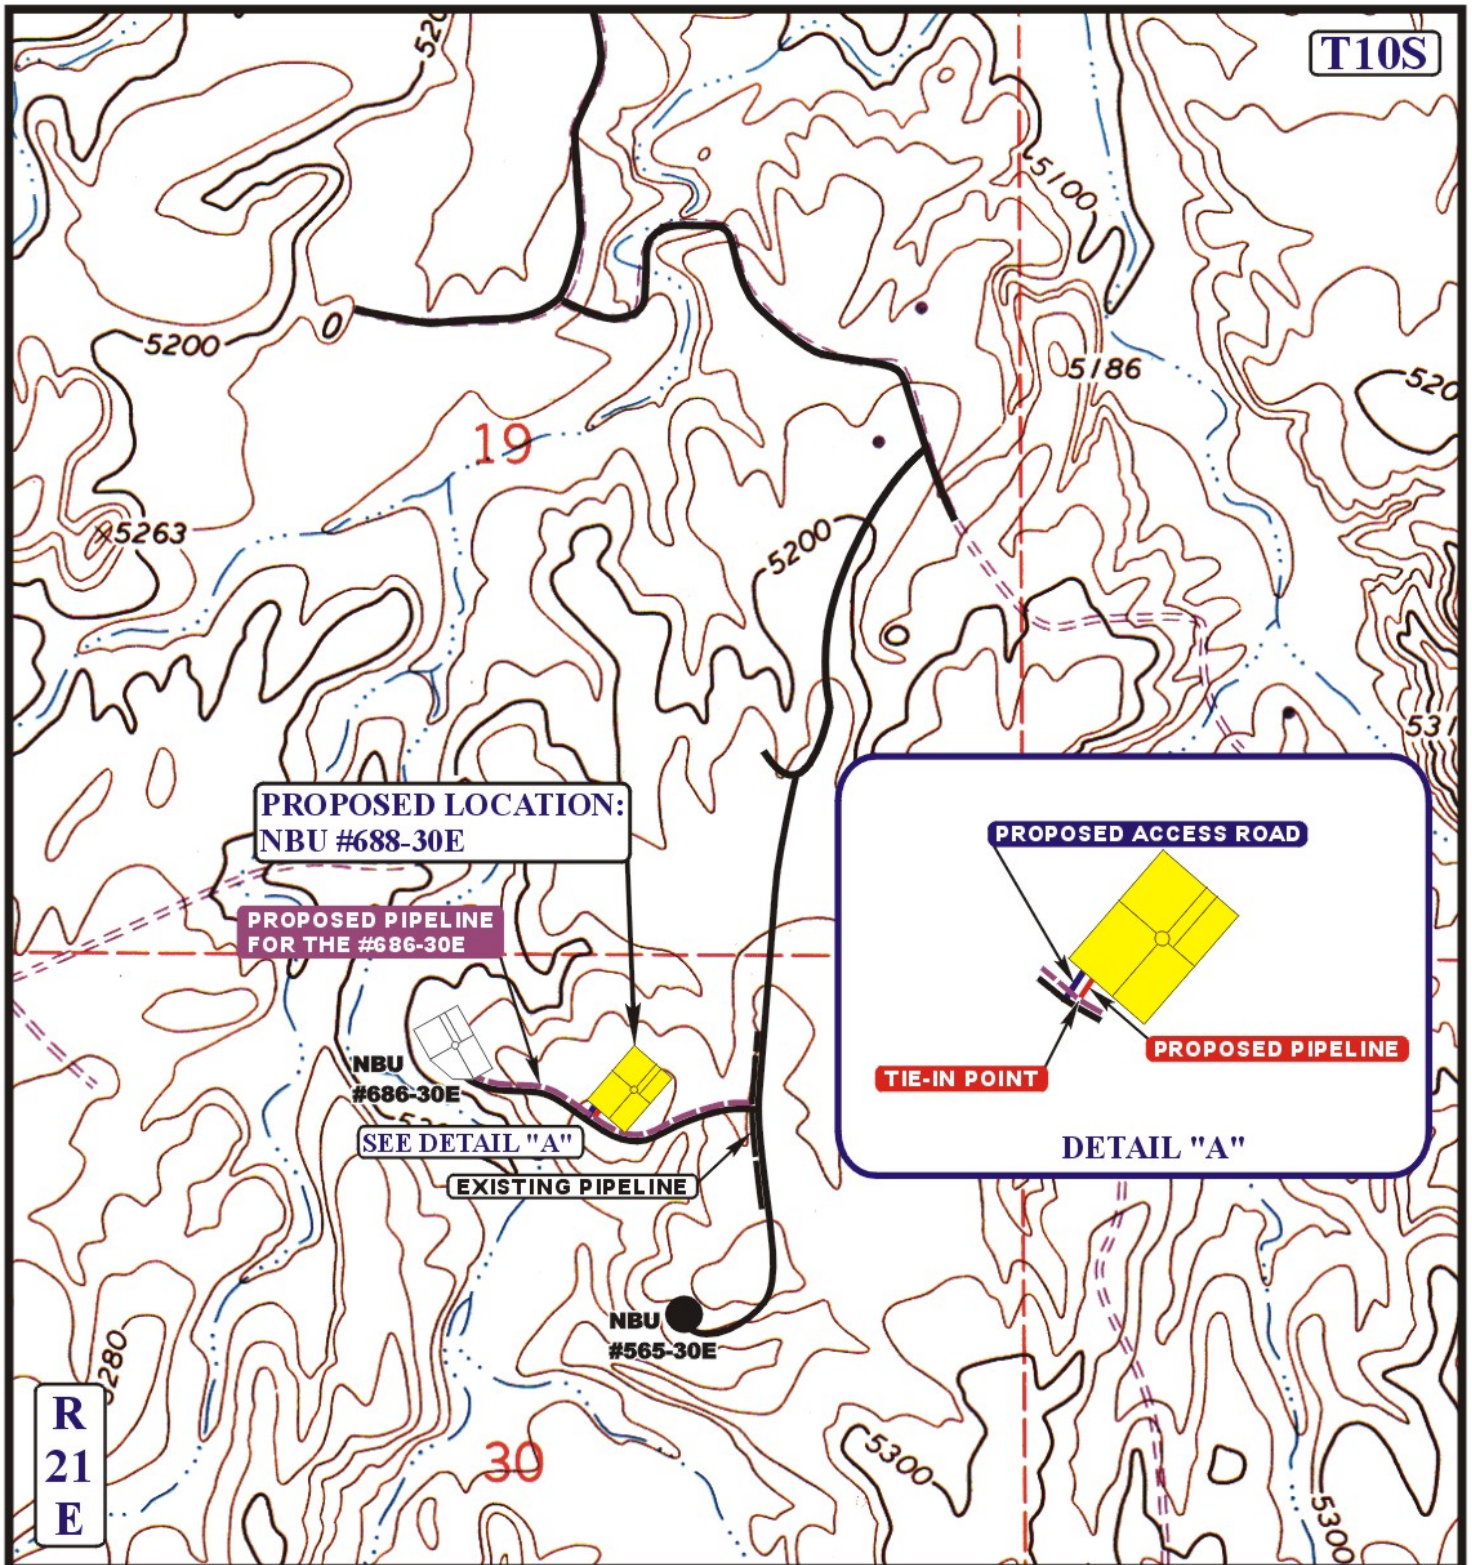 T10S
5100
5200
5186
19
5263
5200
PROPOSED LOCATION:
NBU #688-30E
PROPOSED ACCESS ROAD
PROPOSED PIPELINE
FOR THE #686-30E
NBU
#686-30E
PROPOSED PIPELINE
TIE-IN POINT
SEE DETAIL "A"
DETAIL "A"
EXISTING PIPELINE
NBU
#565-30E
5280
R
21
E
30
5300
5300